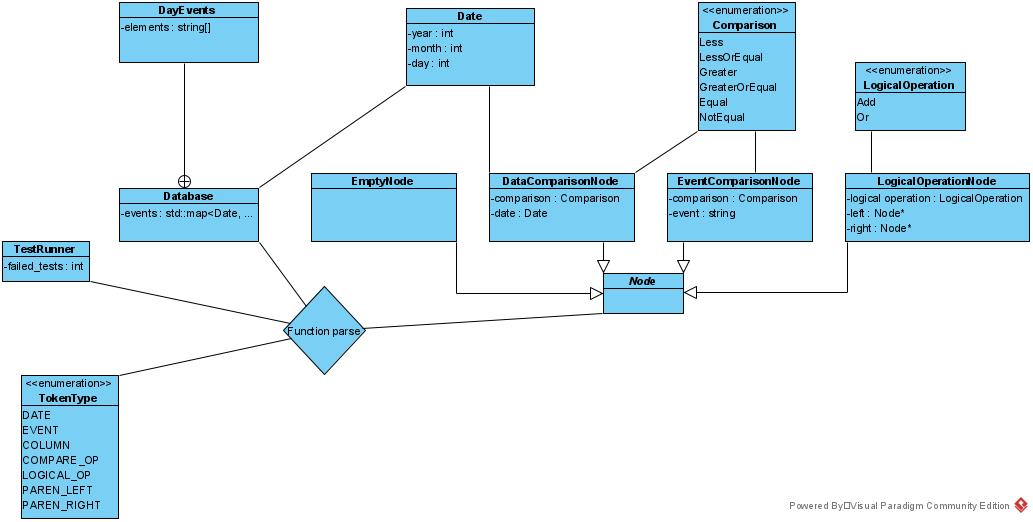 DayEvents
-elements : string[]
Date
-year : int
-month : int
-day : int
<<enumeration>>
Comparison
Less
LessOrEqual
Greater
GreaterOrEqual
Equal
NotEqual
<<enumeration>>
LogicalOperation
Add
Or
Database
-events : std::map<Date, ...
EmptyNode
DataComparisonNode
-comparison : Comparison
-date : Date
EventComparisonNode
-comparison : Comparison
-event : string
LogicalOperationNode
-logical operation : LogicalOperation
-left : Node*
-right : Node*
TestRunner
-failed_tests : int
Node
Function parse
<<enumeration>>
TokenType
DATE
EVENT
COLUMN
COMPARE_OP
LOGICAL_OP
PAREN_LEFT
PAREN_RIGHT
Powered By Visual Paradigm Community Edition